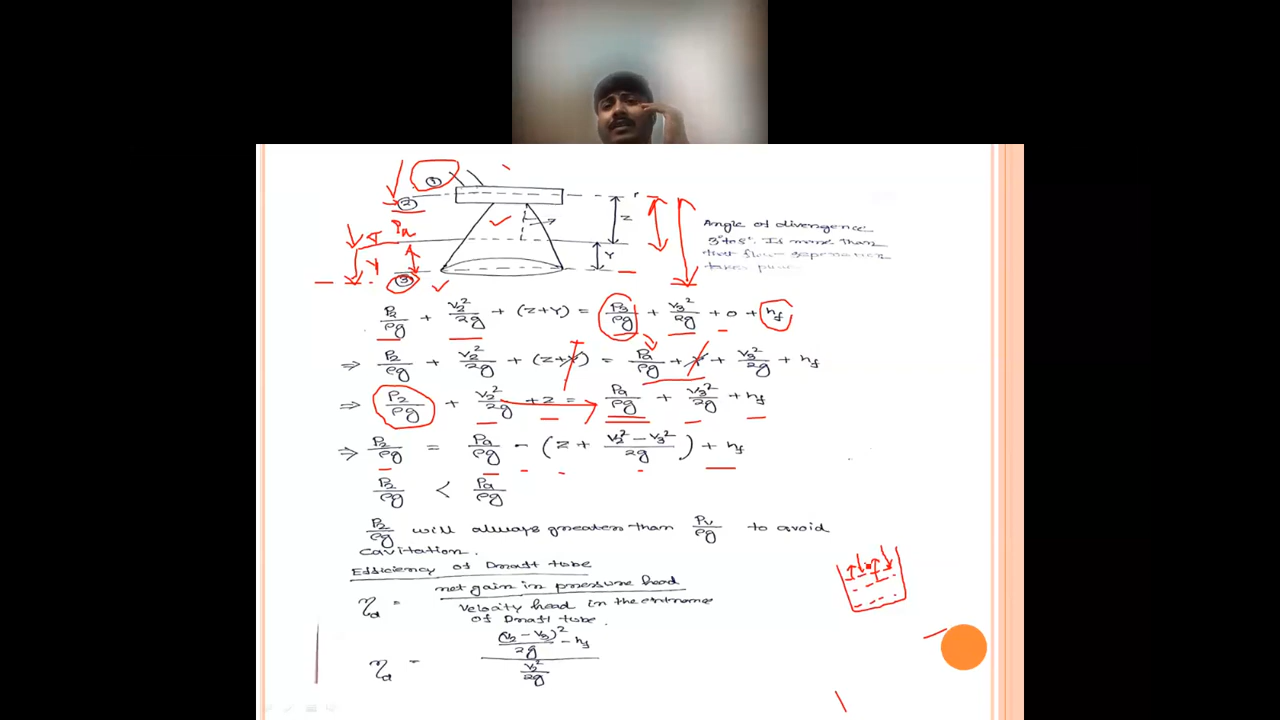 ①
②
Pa
Z
Y
Y
③
Angle of divergence
3° to 8°. If more than
that flow seperation
takes place
P2/ρg + V2²/2g + (Z+Y) = P3/ρg + V3²/2g + 0 + hf
⇒ P2/ρg + V2²/2g + (Z+Y) = Pa/ρg + Y + V3²/2g + hf
⇒ P2/ρg + V2²/2g + Z = Pa/ρg + V3²/2g + hf
⇒ P2/ρg = Pa/ρg - (Z + V2² - V3²/2g) + hf
P2/ρg < Pa/ρg
P2/ρg will always greater than Pv/ρg to avoid
cavitation.
Efficiency of Draft tube
ηd = net gain in pressure head
velocity head in the entrance
of Draft tube.
ηd = (V2 - V3)²/2g - hf
V2²/2g